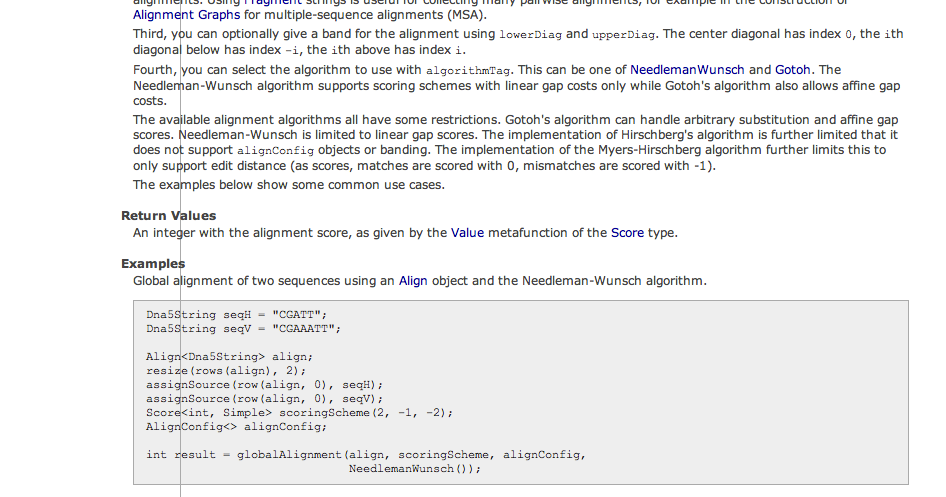 alignments. Using Fragment strings is useful for collecting many pairwise alignments, for example in the construction of
Alignment Graphs for multiple-sequence alignments (MSA).
Third, you can optionally give a band for the alignment using lowerDiag and upperDiag. The center diagonal has index 0, the ith
diagonal below has index -i, the ith above has index i.
Fourth, you can select the algorithm to use with algorithmTag. This can be one of NeedlemanWunsch and Gotoh. The
Needleman-Wunsch algorithm supports scoring schemes with linear gap costs only while Gotoh's algorithm also allows affine gap
costs.
The available alignment algorithms all have some restrictions. Gotoh's algorithm can handle arbitrary substitution and affine gap
scores. Needleman-Wunsch is limited to linear gap scores. The implementation of Hirschberg's algorithm is further limited that it
does not support alignConfig objects or banding. The implementation of the Myers-Hirschberg algorithm further limits this to
only support edit distance (as scores, matches are scored with 0, mismatches are scored with -1).
The examples below show some common use cases.
Return Values
An integer with the alignment score, as given by the Value metafunction of the Score type.
Examples
Global alignment of two sequences using an Align object and the Needleman-Wunsch algorithm.
Dna5String seqH = "CGATT";
Dna5String seqV = "CGAAATT";
Align<Dna5String> align;
resize(rows(align), 2);
assignSource(row(align, 0), seqH);
assignSource(row(align, 0), seqV);
Score<int, Simple> scoringScheme(2, -1, -2);
AlignConfig<> alignConfig;
int result = globalAlignment(align, scoringScheme, alignConfig,
NeedlemanWunsch());